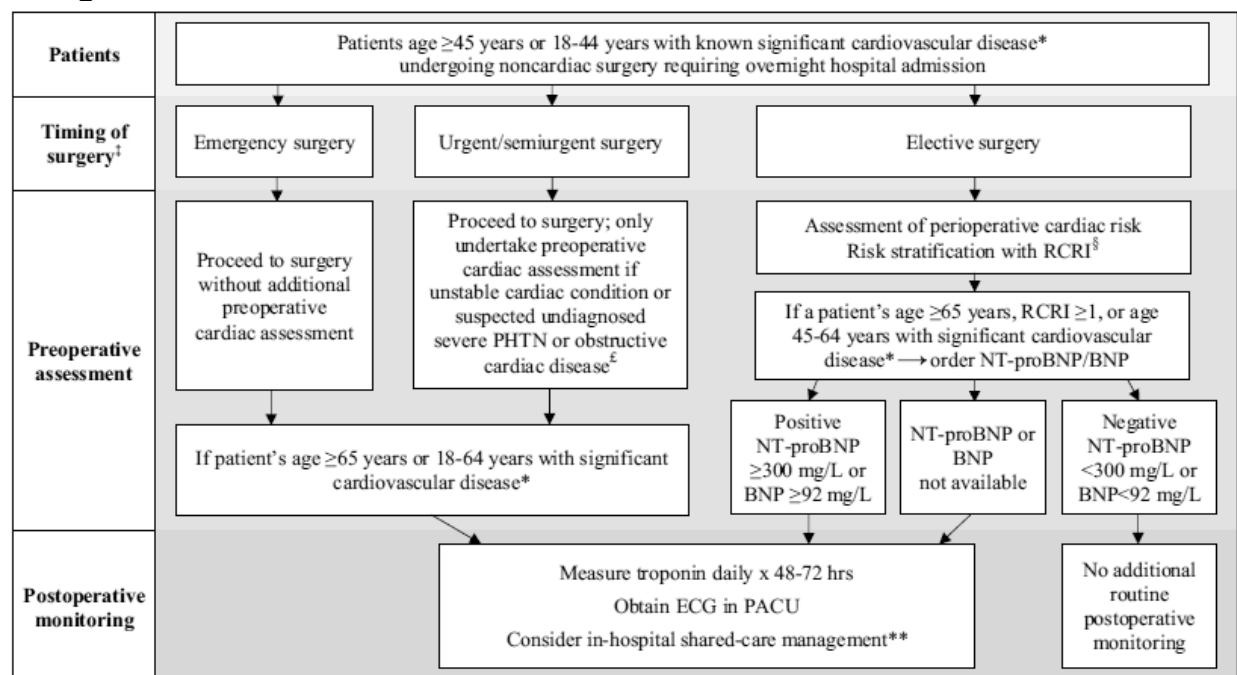 Patients
Patients age ≥45 years or 18-44 years with known significant cardiovascular disease*
undergoing noncardiac surgery requiring overnight hospital admission
Timing of
surgery‡
Emergency surgery
Urgent/semiurgent surgery
Elective surgery
Preoperative
assessment
Proceed to surgery
without additional
preoperative
cardiac assessment
Proceed to surgery; only
undertake preoperative
cardiac assessment if
unstable cardiac condition or
suspected undiagnosed
severe PHTN or obstructive
cardiac disease£
Assessment of perioperative cardiac risk
Risk stratification with RCRI§
If a patient's age ≥65 years, RCRI ≥1, or age
45-64 years with significant cardiovascular
disease* → order NT-proBNP/BNP
If patient's age ≥65 years or 18-64 years with significant
cardiovascular disease*
Positive
NT-proBNP
≥300 mg/L or
BNP ≥92 mg/L
NT-proBNP or
BNP
not available
Negative
NT-proBNP
<300 mg/L or
BNP<92 mg/L
Postoperative
monitoring
Measure troponin daily x 48-72 hrs
Obtain ECG in PACU
Consider in-hospital shared-care management**
No additional
routine
postoperative
monitoring